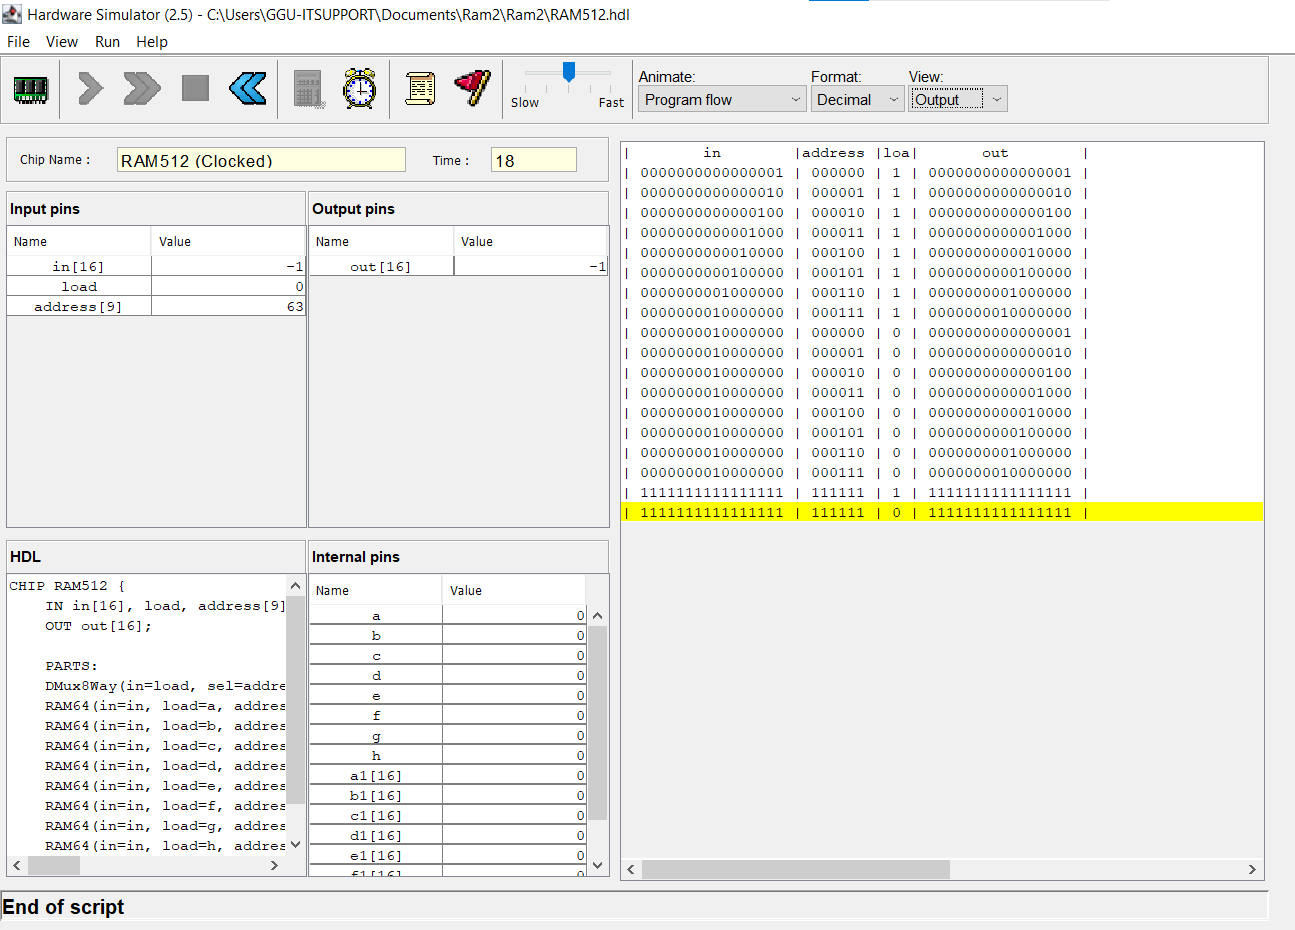 Hardware Simulator (2.5) - C:\Users\GGU-ITSUPPORT\Documents\Ram2\Ram2\RAM512.hdl
File View Run Help
Slow Fast
Animate: Format: View:
Program flow Decimal Output
Chip Name : RAM512 (Clocked) Time : 18
Input pins
Name Value
in[16] -1
load 0
address[9] 63
Output pins
Name Value
out[16] -1
HDL
CHIP RAM512 {
IN in[16], load, address[9]
OUT out[16];
PARTS:
DMux8Way(in=load, sel=addre
RAM64(in=in, load=a, addres
RAM64(in=in, load=b, addres
RAM64(in=in, load=c, addres
RAM64(in=in, load=d, addres
RAM64(in=in, load=e, addres
RAM64(in=in, load=f, addres
RAM64(in=in, load=g, addres
RAM64(in=in, load=h, addres
Internal pins
Name Value
a 0
b 0
c 0
d 0
e 0
f 0
g 0
h 0
a1[16] 0
b1[16] 0
c1[16] 0
d1[16] 0
e1[16] 0
f1[16] 0
| in |address |loa| out |
| 0000000000000001 | 000000 | 1 | 0000000000000001 |
| 0000000000000010 | 000001 | 1 | 0000000000000010 |
| 0000000000000100 | 000010 | 1 | 0000000000000100 |
| 0000000000001000 | 000011 | 1 | 0000000000001000 |
| 0000000000010000 | 000100 | 1 | 0000000000010000 |
| 0000000000100000 | 000101 | 1 | 0000000000100000 |
| 0000000001000000 | 000110 | 1 | 0000000001000000 |
| 0000000010000000 | 000111 | 1 | 0000000010000000 |
| 0000000010000000 | 000000 | 0 | 0000000000000001 |
| 0000000010000000 | 000001 | 0 | 0000000000000010 |
| 0000000010000000 | 000010 | 0 | 0000000000000100 |
| 0000000010000000 | 000011 | 0 | 0000000000001000 |
| 0000000010000000 | 000100 | 0 | 0000000000010000 |
| 0000000010000000 | 000101 | 0 | 0000000000100000 |
| 0000000010000000 | 000110 | 0 | 0000000001000000 |
| 0000000010000000 | 000111 | 0 | 0000000010000000 |
| 1111111111111111 | 111111 | 1 | 1111111111111111 |
| 1111111111111111 | 111111 | 0 | 1111111111111111 |
End of script